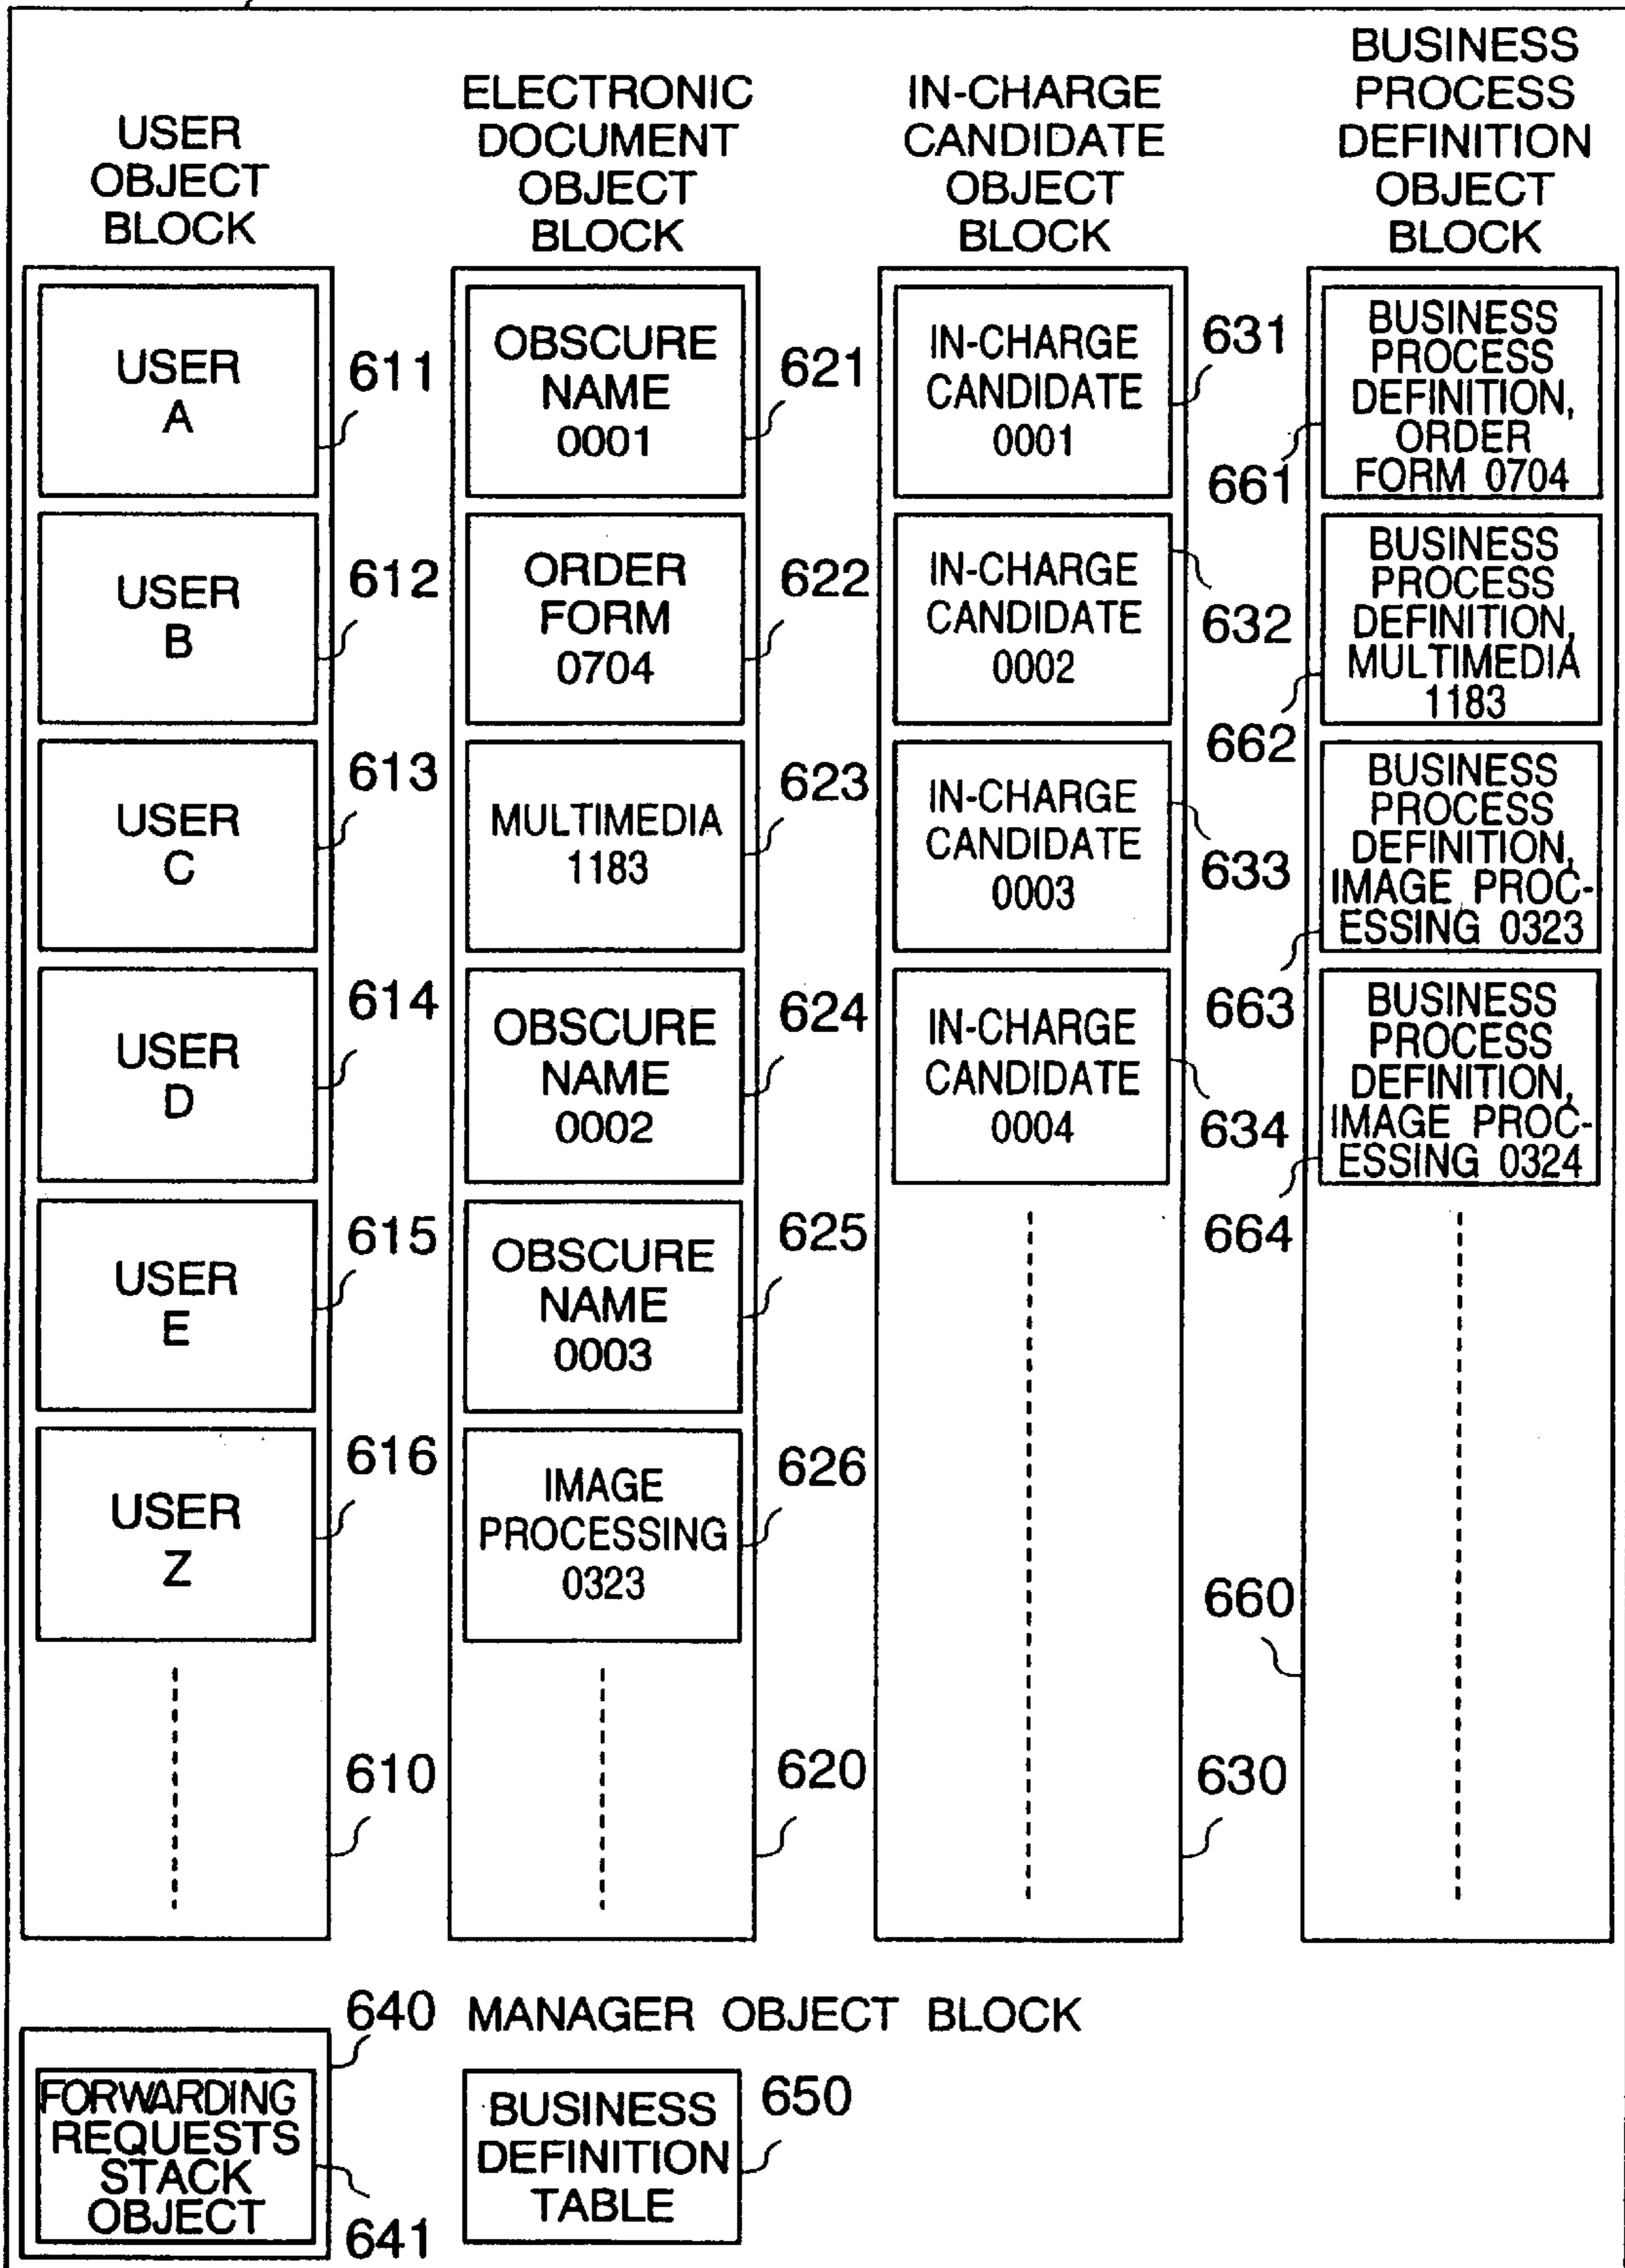 USER
OBJECT
BLOCK
ELECTRONIC
DOCUMENT
OBJECT
BLOCK
IN-CHARGE
CANDIDATE
OBJECT
BLOCK
BUSINESS
PROCESS
DEFINITION
OBJECT
BLOCK
USER
A
611
USER
B
612
USER
C
613
USER
D
614
USER
E
615
USER
Z
616
610
OBSCURE
NAME
0001
621
ORDER
FORM
0704
622
MULTIMEDIA
1183
623
OBSCURE
NAME
0002
624
OBSCURE
NAME
0003
625
IMAGE
PROCESSING
0323
626
620
IN-CHARGE
CANDIDATE
0001
631
IN-CHARGE
CANDIDATE
0002
632
IN-CHARGE
CANDIDATE
0003
633
IN-CHARGE
CANDIDATE
0004
634
630
BUSINESS
PROCESS
DEFINITION,
ORDER
FORM 0704
661
BUSINESS
PROCESS
DEFINITION,
MULTIMEDIA
1183
662
BUSINESS
PROCESS
DEFINITION,
IMAGE PROC-
ESSING 0323
663
BUSINESS
PROCESS
DEFINITION,
IMAGE PROC-
ESSING 0324
664
660
640 MANAGER OBJECT BLOCK
FORWARDING
REQUESTS
STACK
OBJECT
641
BUSINESS
DEFINITION
TABLE
650